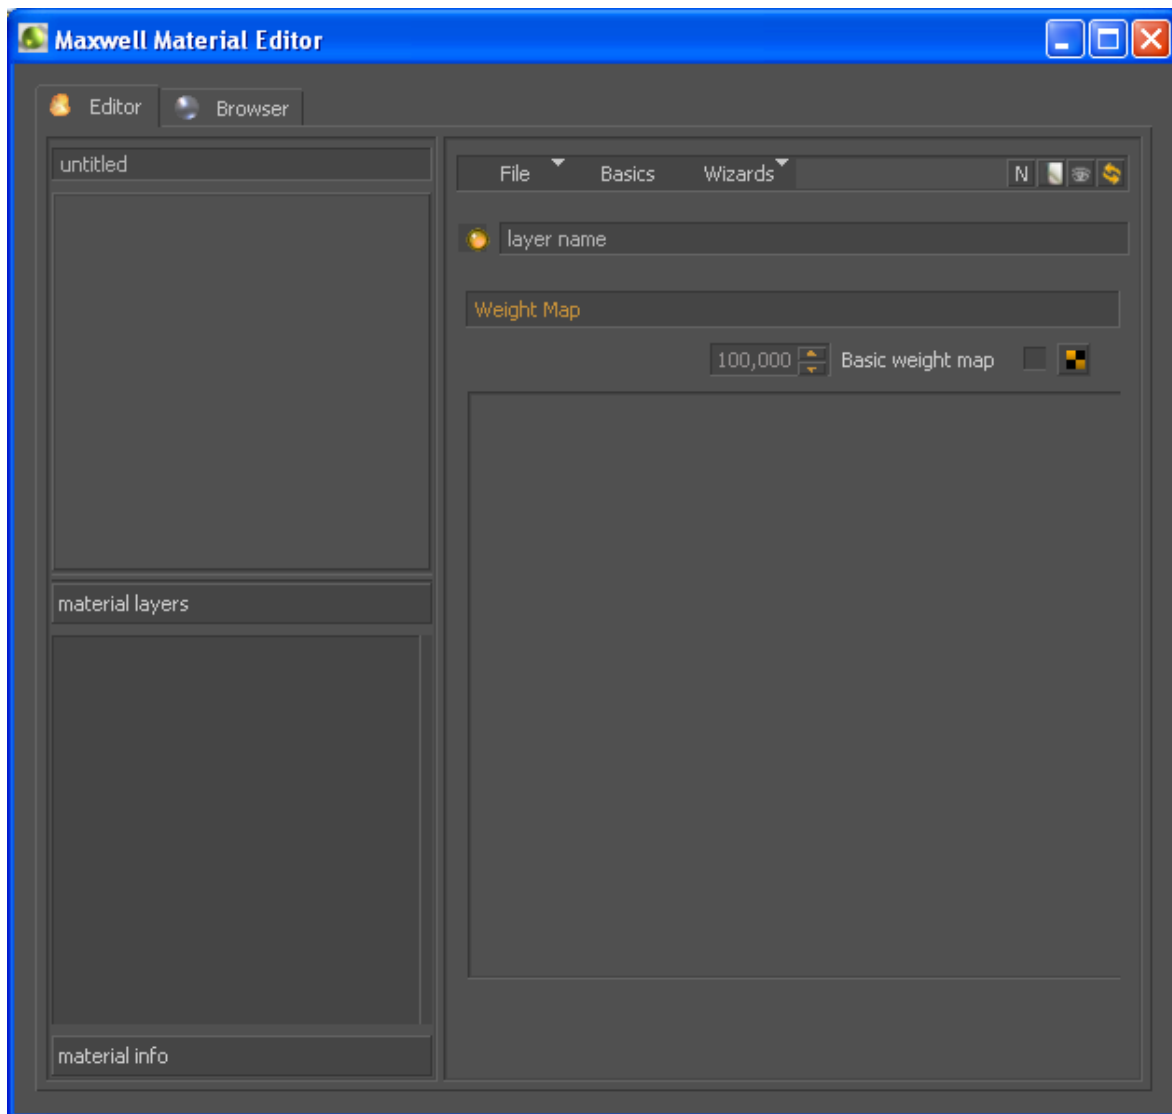 Maxwell Material Editor
Editor Browser
untitled
File Basics Wizards N
layer name
Weight Map
100,000 Basic weight map
material layers
material info